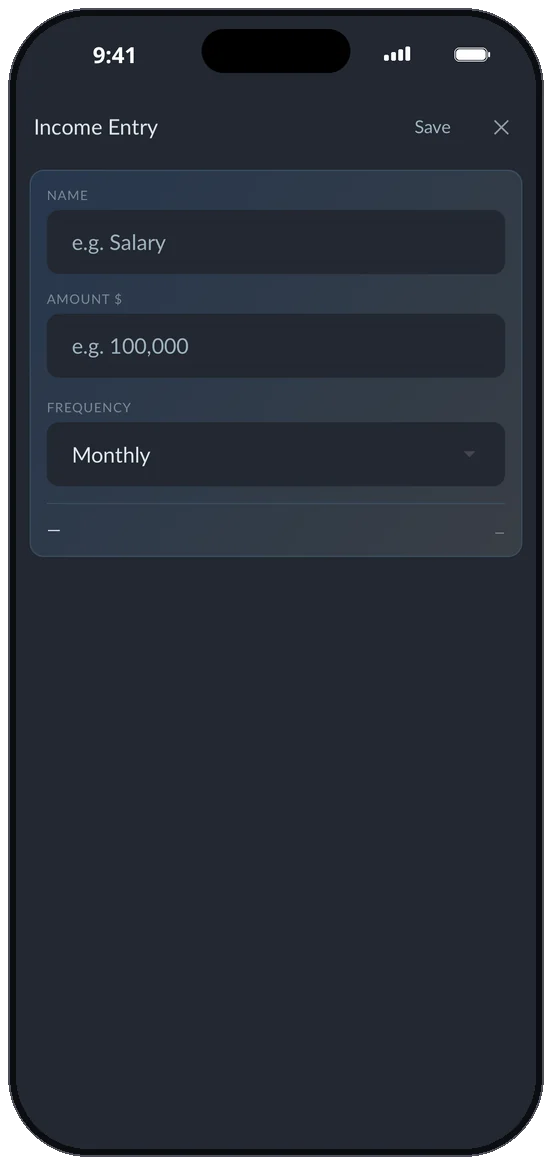 9:41
Income Entry Save
NAME
e.g. Salary
AMOUNT $
e.g. 100,000
FREQUENCY
Monthly
— –